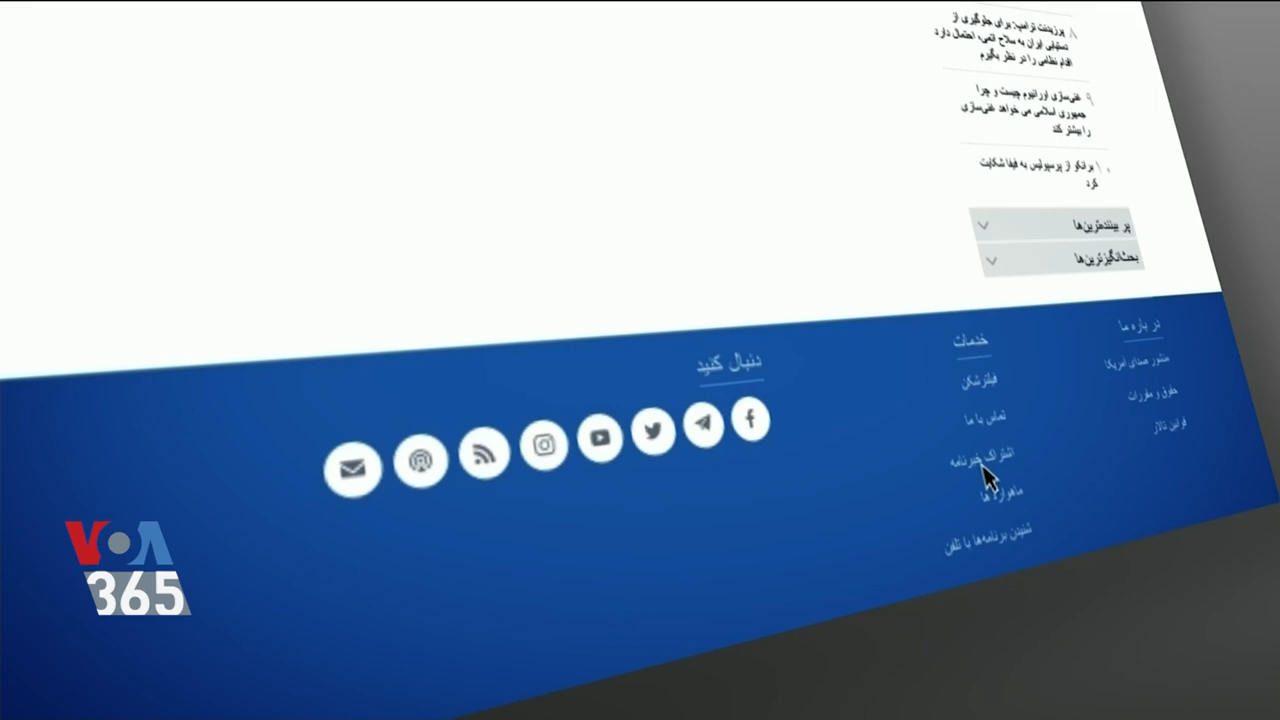 ۸ پرزیدنت ترامپ: برای جلوگیری از
دستیابی ایران به سلاح اتمی، احتمال دارد
اقدام نظامی را در نظر بگیرم
۹ غنی‌سازی اورانیوم چیست و چرا
جمهوری اسلامی می خواهد غنی‌سازی
را بیشتر کند
۱۰ برانکو از پرسپولیس به فیفا شکایت
کرد
پر بیننده‌ترین‌ها
بحث‌انگیزترین‌ها
در باره ما
منشور صدای آمریکا
حقوق و مقررات
قوانین تالار
خدمات
فیلترشکن
تماس با ما
اشتراک خبرنامه
ماهواره ها
شنیدن برنامه‌ها با تلفن
دنبال کنید
VOA
365